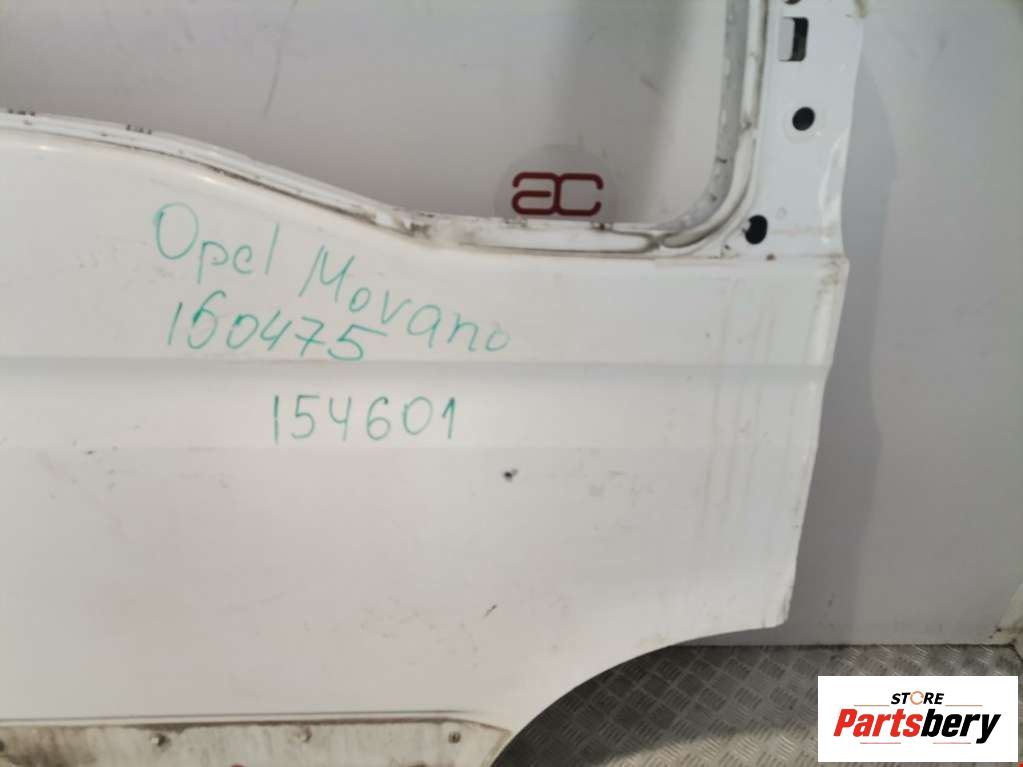 ac
Opel Movano
150475
154601
STORE
Partsbery